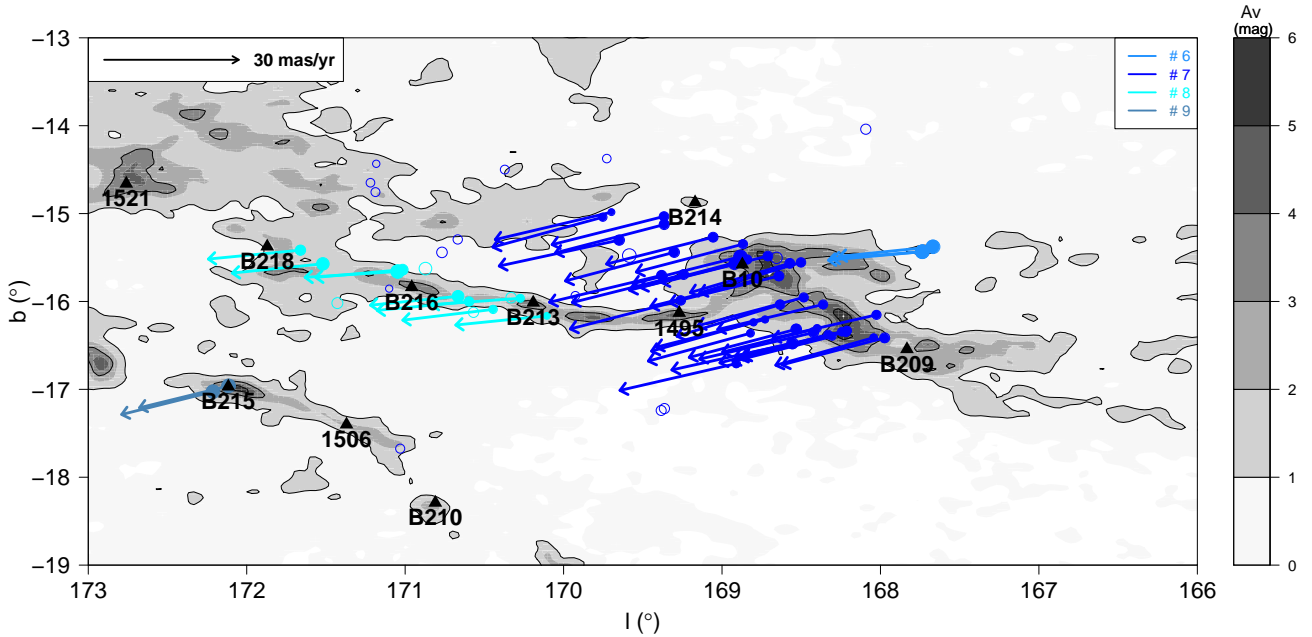 Av
(mag)
30 mas/yr
# 6
# 7
# 8
# 9
−13
−14
−15
−16
−17
−18
−19
b (°)
1521
B214
B218
B10
B216
B213
1495
B209
B215
1506
B210
173
172
171
170
169
168
167
166
l (°)
6
5
4
3
2
1
0